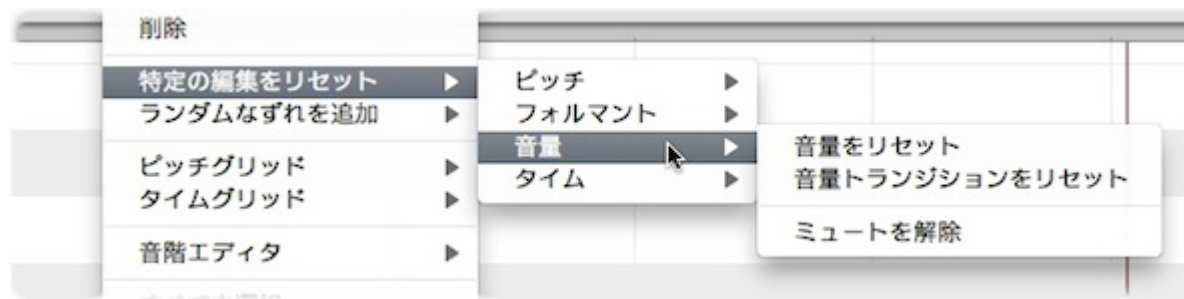 削除
特定の編集をリセット
ランダムなずれを追加
ピッチグリッド
タイムグリッド
音階エディタ
ピッチ
フォルマント
音量
タイム
音量をリセット
音量トランジションをリセット
ミュートを解除